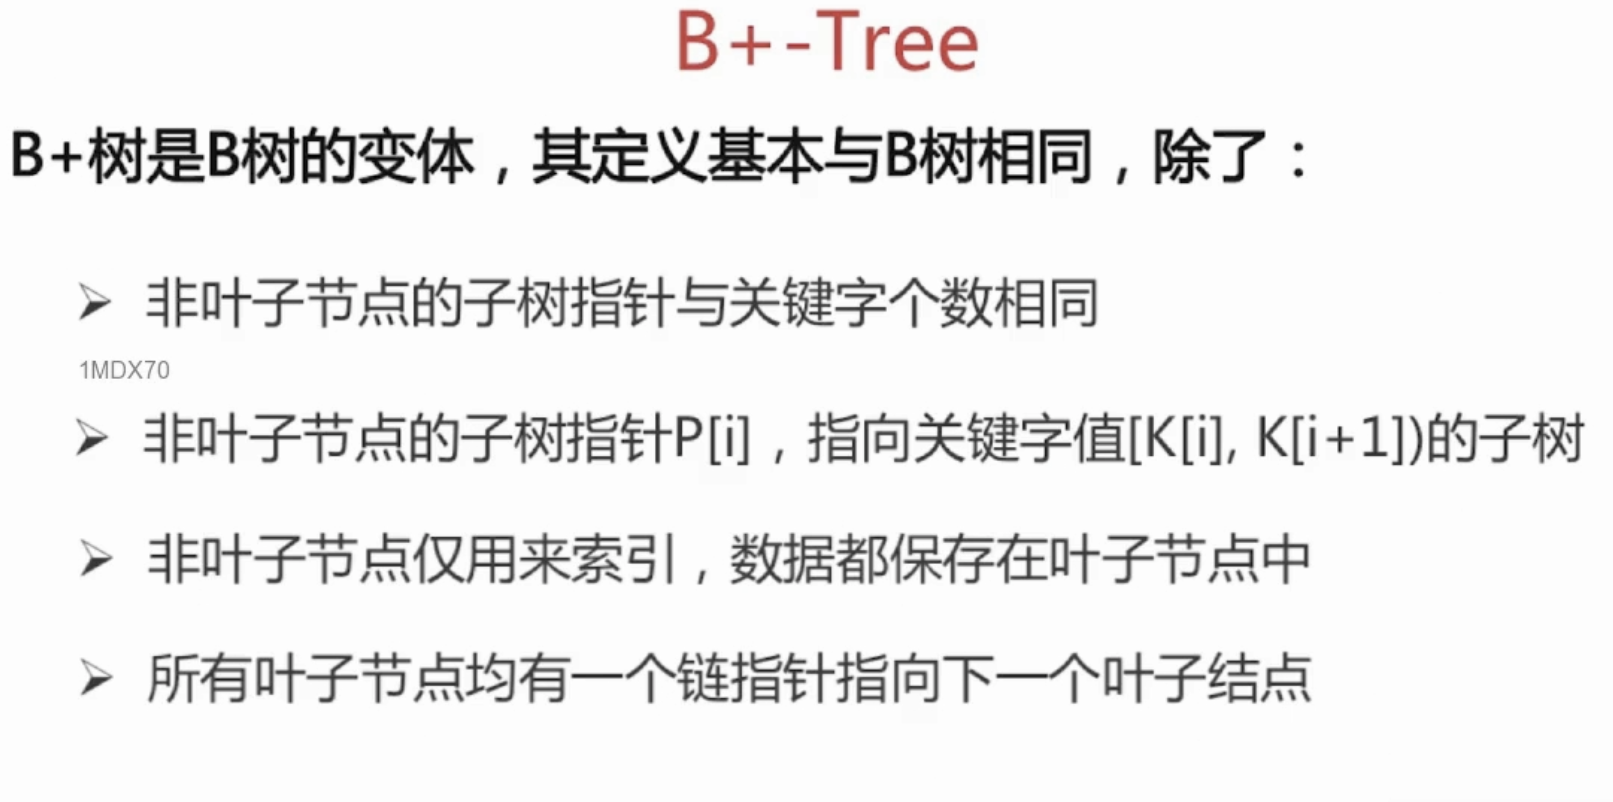 B+-Tree
B+树是B树的变体，其定义基本与B树相同，除了：
非叶子节点的子树指针与关键字个数相同
1MDX70
非叶子节点的子树指针P[i]，指向关键字值[K[i], K[i+1])的子树
非叶子节点仅用来索引，数据都保存在叶子节点中
所有叶子节点均有一个链指针指向下一个叶子结点